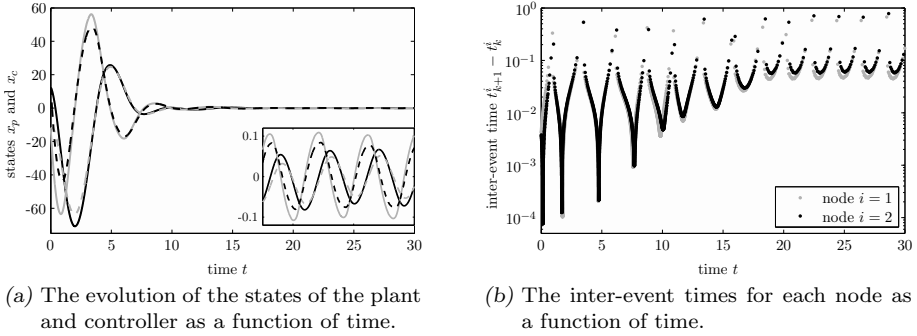 60
40
20
0
-20
-40
-60
states x_p and x_c
0.1
0
-0.1
0 5 10 15 20 25 30
time t
(a) The evolution of the states of the plant
and controller as a function of time.
10^0
10^{-1}
10^{-2}
10^{-3}
10^{-4}
inter-event time t^i_{k+1} − t^i_k
node i = 1
node i = 2
0 5 10 15 20 25 30
time t
(b) The inter-event times for each node as
a function of time.